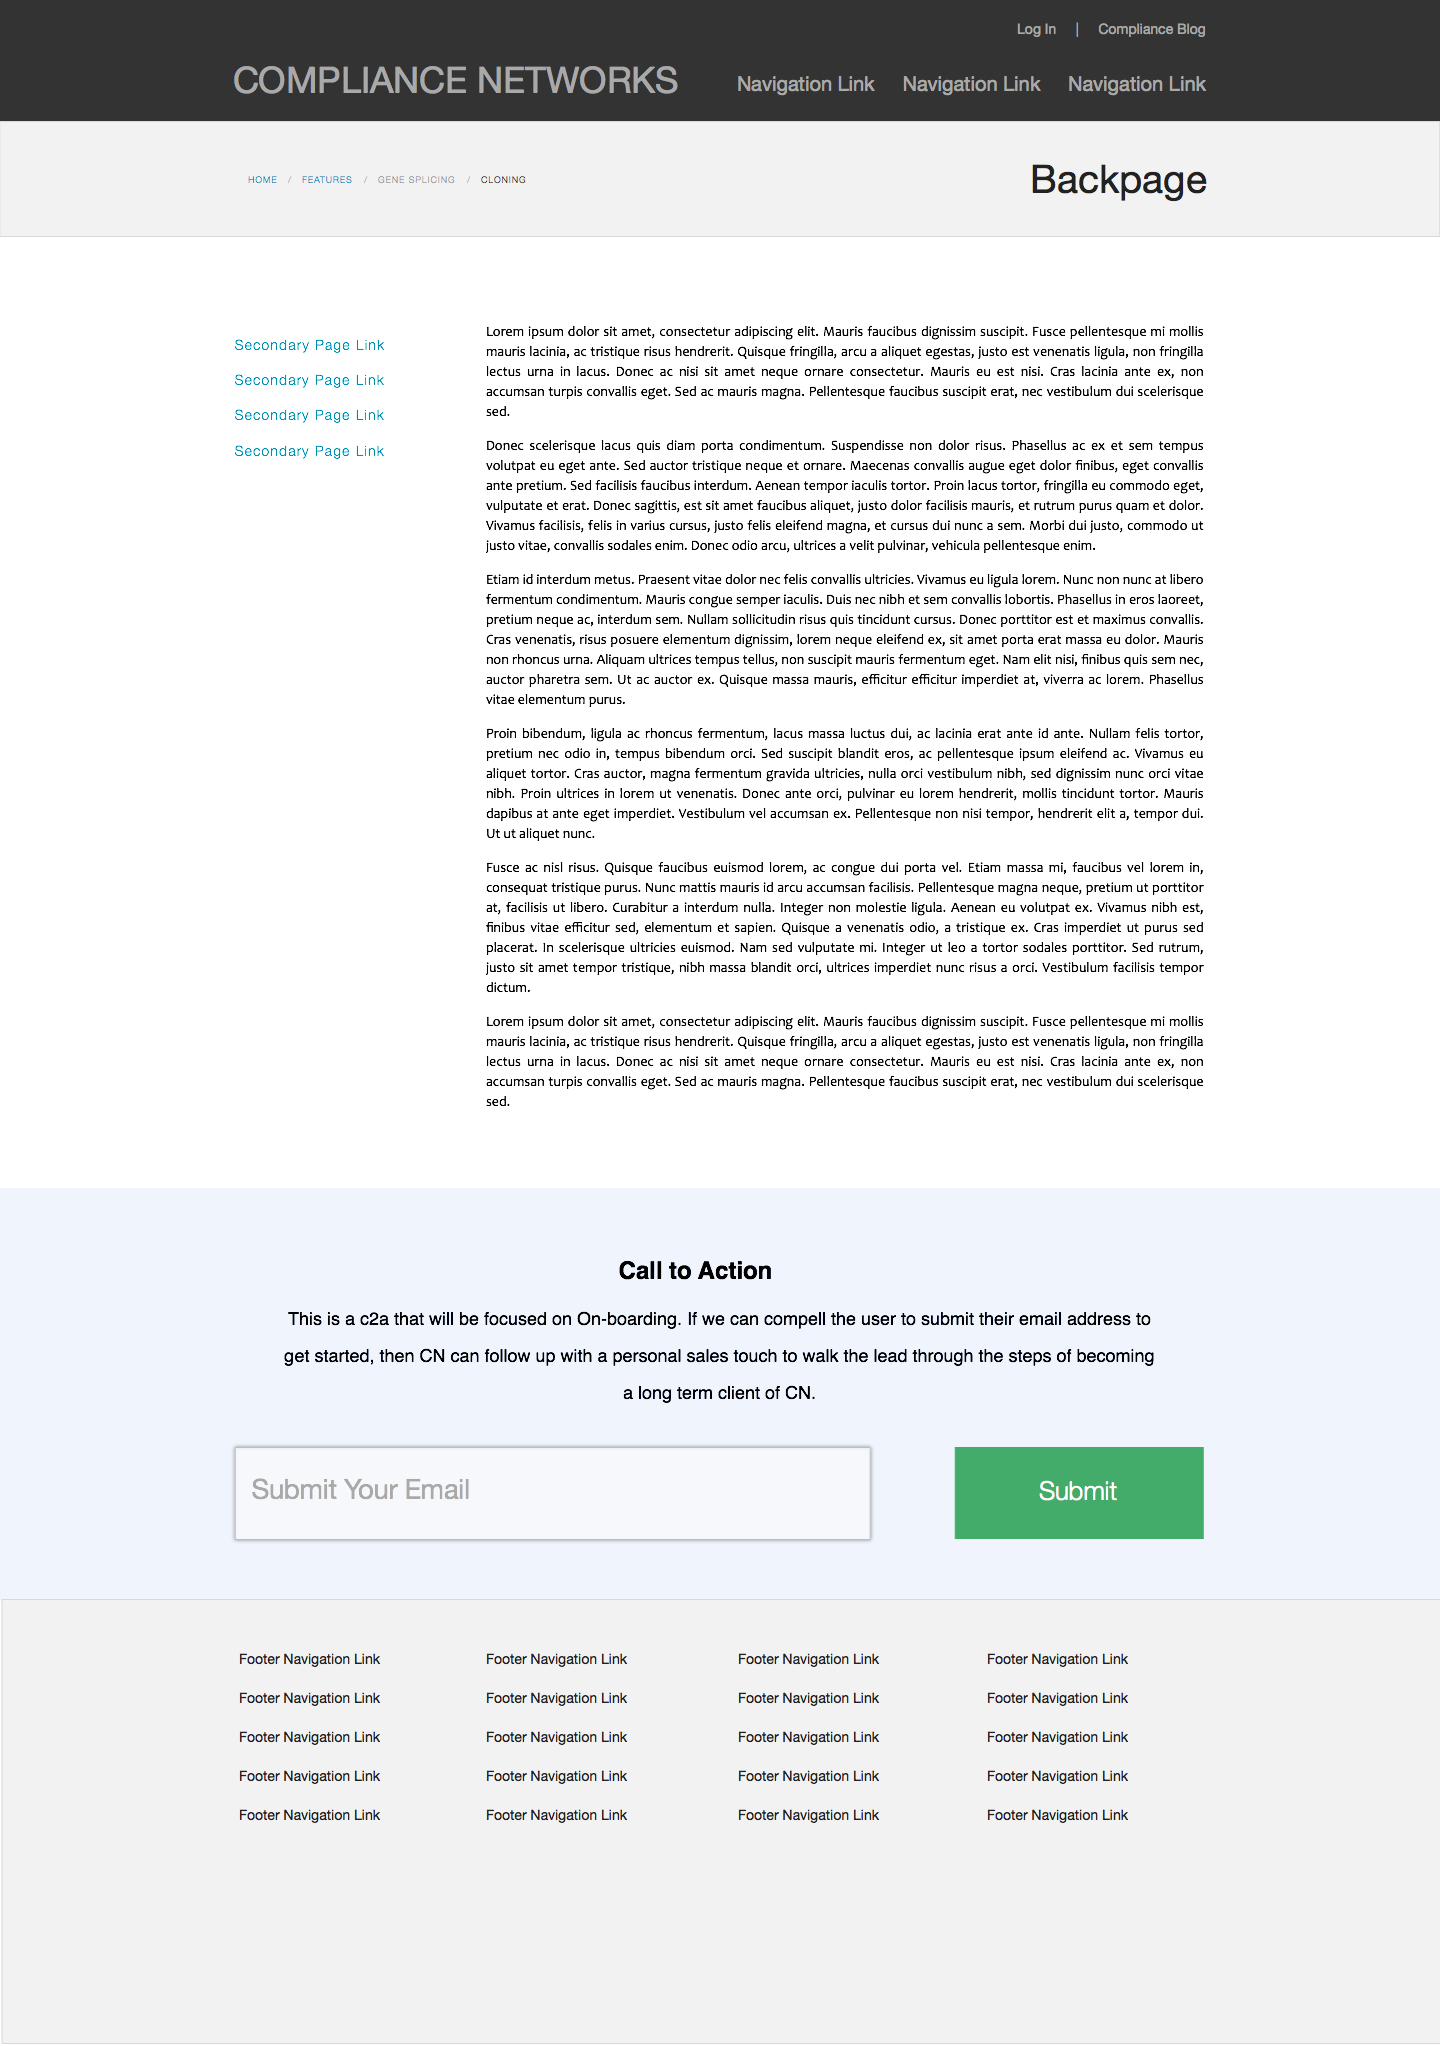 Log In | Compliance Blog
COMPLIANCE NETWORKS
Navigation Link Navigation Link Navigation Link
HOME / FEATURES / GENE SPLICING / CLONING
Backpage
Secondary Page Link
Secondary Page Link
Secondary Page Link
Secondary Page Link
Lorem ipsum dolor sit amet, consectetur adipiscing elit. Mauris faucibus dignissim suscipit. Fusce pellentesque mi mollis
mauris lacinia, ac tristique risus hendrerit. Quisque fringilla, arcu a aliquet egestas, justo est venenatis ligula, non fringilla
lectus urna in lacus. Donec ac nisi sit amet neque ornare consectetur. Mauris eu est nisi. Cras lacinia ante ex, non
accumsan turpis convallis eget. Sed ac mauris magna. Pellentesque faucibus suscipit erat, nec vestibulum dui scelerisque
sed.
Donec scelerisque lacus quis diam porta condimentum. Suspendisse non dolor risus. Phasellus ac ex et sem tempus
volutpat eu eget ante. Sed auctor tristique neque et ornare. Maecenas convallis augue eget dolor finibus, eget convallis
ante pretium. Sed facilisis faucibus interdum. Aenean tempor iaculis tortor. Proin lacus tortor, fringilla eu commodo eget,
vulputate et erat. Donec sagittis, est sit amet faucibus aliquet, justo dolor facilisis mauris, et rutrum purus quam et dolor.
Vivamus facilisis, felis in varius cursus, justo felis eleifend magna, et cursus dui nunc a sem. Morbi dui justo, commodo ut
justo vitae, convallis sodales enim. Donec odio arcu, ultrices a velit pulvinar, vehicula pellentesque enim.
Etiam id interdum metus. Praesent vitae dolor nec felis convallis ultricies. Vivamus eu ligula lorem. Nunc non nunc at libero
fermentum condimentum. Mauris congue semper iaculis. Duis nec nibh et sem convallis lobortis. Phasellus in eros laoreet,
pretium neque ac, interdum sem. Nullam sollicitudin risus quis tincidunt cursus. Donec porttitor est et maximus convallis.
Cras venenatis, risus posuere elementum dignissim, lorem neque eleifend ex, sit amet porta erat massa eu dolor. Mauris
non rhoncus urna. Aliquam ultrices tempus tellus, non suscipit mauris fermentum eget. Nam elit nisi, finibus quis sem nec,
auctor pharetra sem. Ut ac auctor ex. Quisque massa mauris, efficitur efficitur imperdiet at, viverra ac lorem. Phasellus
vitae elementum purus.
Proin bibendum, ligula ac rhoncus fermentum, lacus massa luctus dui, ac lacinia erat ante id ante. Nullam felis tortor,
pretium nec odio in, tempus bibendum orci. Sed suscipit blandit eros, ac pellentesque ipsum eleifend ac. Vivamus eu
aliquet tortor. Cras auctor, magna fermentum gravida ultricies, nulla orci vestibulum nibh, sed dignissim nunc orci vitae
nibh. Proin ultrices in lorem ut venenatis. Donec ante orci, pulvinar eu lorem hendrerit, mollis tincidunt tortor. Mauris
dapibus at ante eget imperdiet. Vestibulum vel accumsan ex. Pellentesque non nisi tempor, hendrerit elit a, tempor dui.
Ut ut aliquet nunc.
Fusce ac nisl risus. Quisque faucibus euismod lorem, ac congue dui porta vel. Etiam massa mi, faucibus vel lorem in,
consequat tristique purus. Nunc mattis mauris id arcu accumsan facilisis. Pellentesque magna neque, pretium ut porttitor
at, facilisis ut libero. Curabitur a interdum nulla. Integer non molestie ligula. Aenean eu volutpat ex. Vivamus nibh est,
finibus vitae efficitur sed, elementum et sapien. Quisque a venenatis odio, a tristique ex. Cras imperdiet ut purus sed
placerat. In scelerisque ultricies euismod. Nam sed vulputate mi. Integer ut leo a tortor sodales porttitor. Sed rutrum,
justo sit amet tempor tristique, nibh massa blandit orci, ultrices imperdiet nunc risus a orci. Vestibulum facilisis tempor
dictum.
Lorem ipsum dolor sit amet, consectetur adipiscing elit. Mauris faucibus dignissim suscipit. Fusce pellentesque mi mollis
mauris lacinia, ac tristique risus hendrerit. Quisque fringilla, arcu a aliquet egestas, justo est venenatis ligula, non fringilla
lectus urna in lacus. Donec ac nisi sit amet neque ornare consectetur. Mauris eu est nisi. Cras lacinia ante ex, non
accumsan turpis convallis eget. Sed ac mauris magna. Pellentesque faucibus suscipit erat, nec vestibulum dui scelerisque
sed.
Call to Action
This is a c2a that will be focused on On-boarding. If we can compell the user to submit their email address to
get started, then CN can follow up with a personal sales touch to walk the lead through the steps of becoming
a long term client of CN.
Submit Your Email
Submit
Footer Navigation Link Footer Navigation Link Footer Navigation Link Footer Navigation Link
Footer Navigation Link Footer Navigation Link Footer Navigation Link Footer Navigation Link
Footer Navigation Link Footer Navigation Link Footer Navigation Link Footer Navigation Link
Footer Navigation Link Footer Navigation Link Footer Navigation Link Footer Navigation Link
Footer Navigation Link Footer Navigation Link Footer Navigation Link Footer Navigation Link